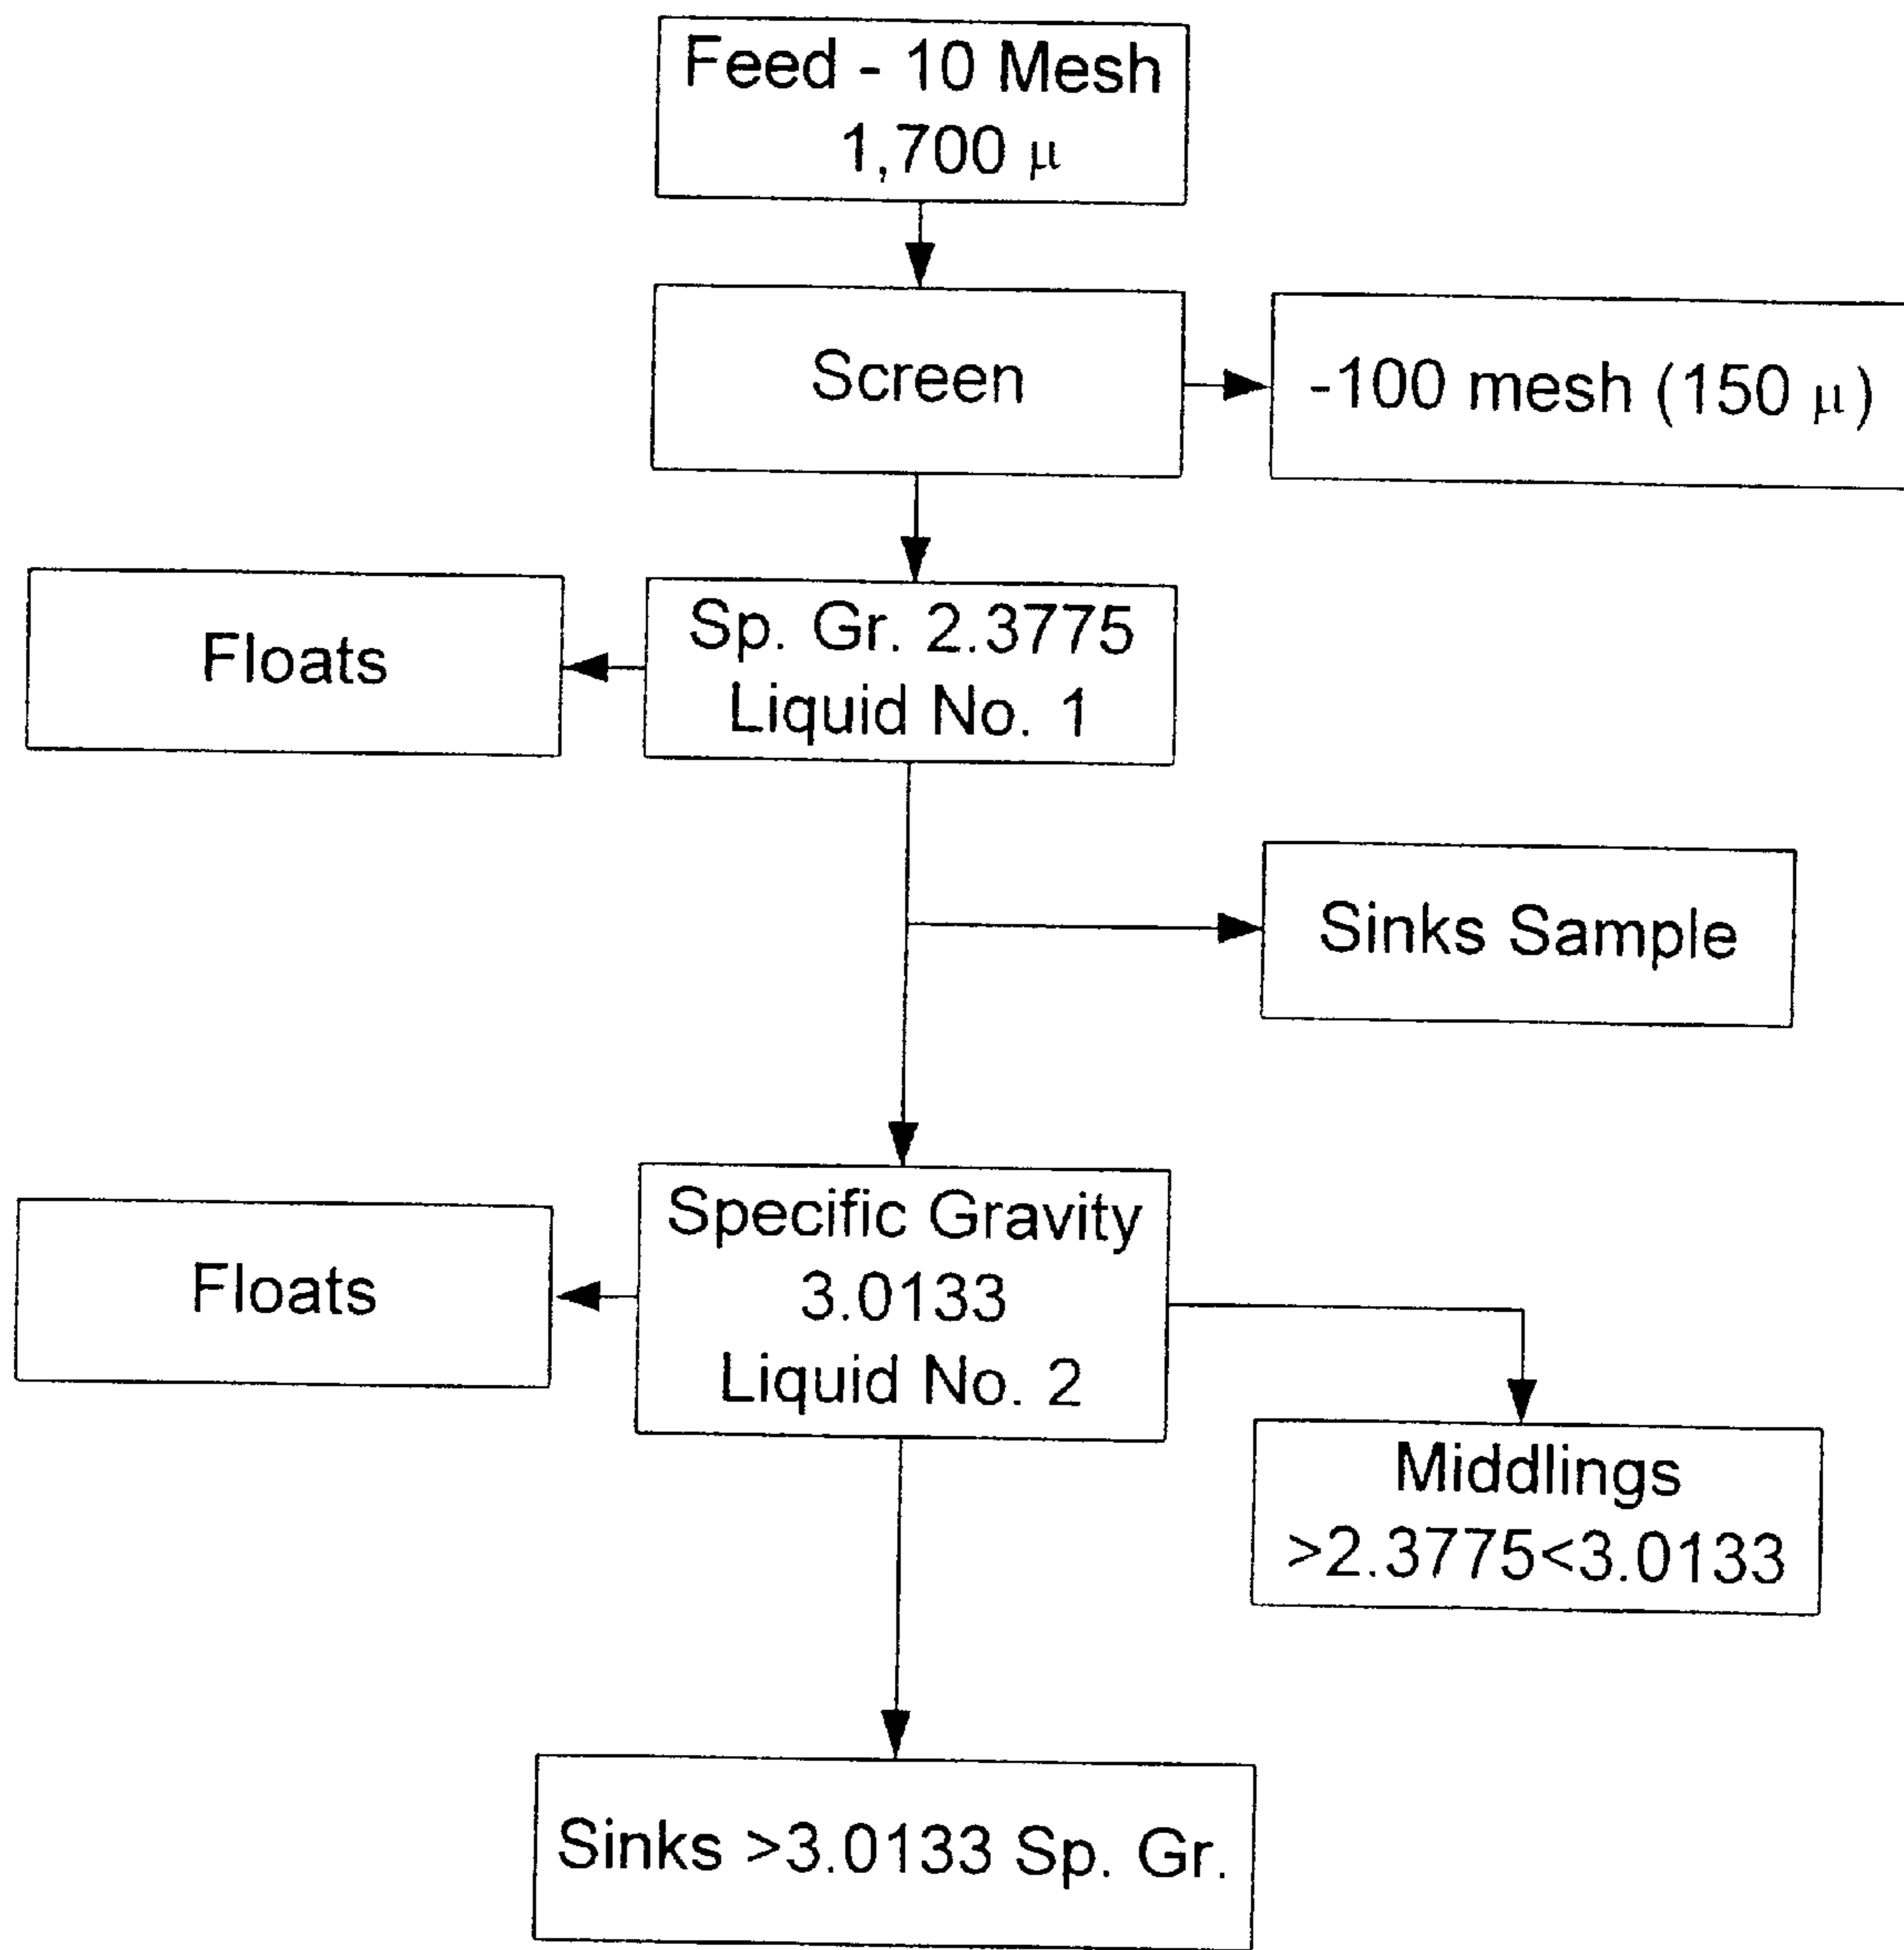 Feed - 10 Mesh
1,700 μ
Screen
-100 mesh (150 μ)
Floats
Sp. Gr. 2.3775
Liquid No. 1
Sinks Sample
Floats
Specific Gravity
3.0133
Liquid No. 2
Middlings
>2.3775<3.0133
Sinks >3.0133 Sp. Gr.